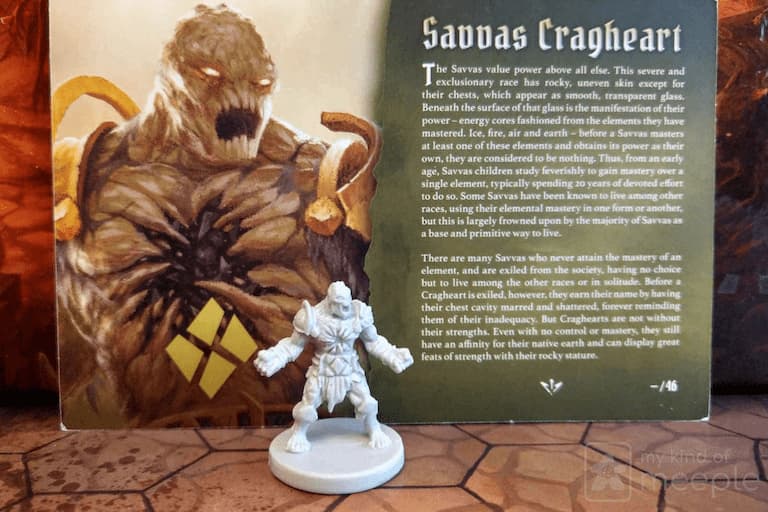 Savvas Cragheart
The Savvas value power above all else. This severe and
exclusionary race has rocky, uneven skin except for
their chests, which appear as smooth, transparent glass.
Beneath the surface of that glass is the manifestation of their
power – energy cores fashioned from the elements they have
mastered. Ice, fire, air and earth – before a Savvas masters
at least one of these elements and obtains its power as their
own, they are considered to be nothing. Thus, from an early
age, Savvas children study feverishly to gain mastery over a
single element, typically spending 20 years of devoted effort
to do so. Some Savvas have been known to live among other
races, using their elemental mastery in one form or another,
but this is largely frowned upon by the majority of Savvas as
a base and primitive way to live.
There are many Savvas who never attain the mastery of an
element, and are exiled from the society, having no choice
but to live among the other races or in solitude. Before a
Cragheart is exiled, however, they earn their name by having
their chest cavity marred and shattered, forever reminding
them of their inadequacy. But Craghearts are not without
their strengths. Even with no control or mastery, they still
have an affinity for their native earth and can display great
feats of strength with their rocky stature.
–/46
my kind of
meeple